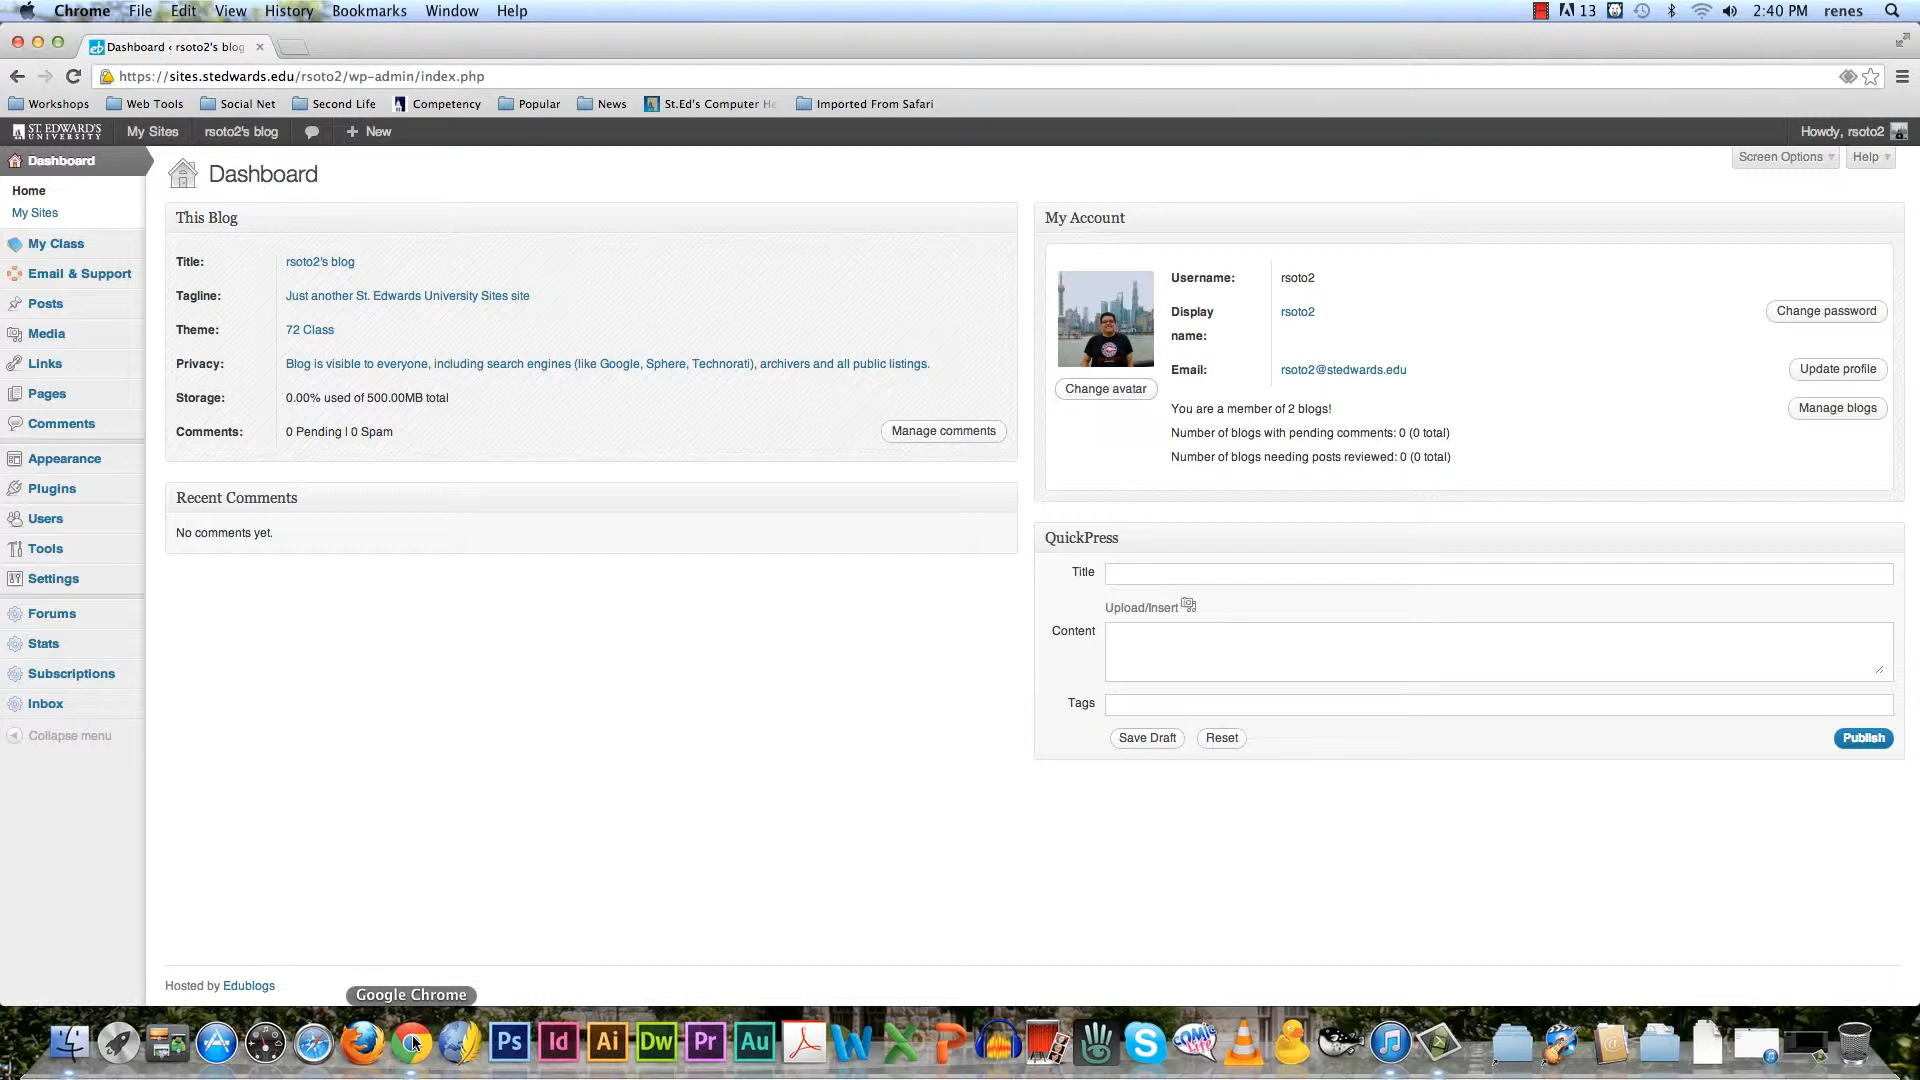 Chrome File Edit View History Bookmarks Window Help 13 2:40 PM renes
Dashboard ‹ rsoto2's blog
https://sites.stedwards.edu/rsoto2/wp-admin/index.php
Workshops Web Tools Social Net Second Life Competency Popular News St.Ed's Computer He Imported From Safari
ST. EDWARD'S UNIVERSITY My Sites rsoto2's blog + New Howdy, rsoto2
Dashboard
Home
My Sites
My Class
Email & Support
Posts
Media
Links
Pages
Comments
Appearance
Plugins
Users
Tools
Settings
Forums
Stats
Subscriptions
Inbox
Collapse menu
Screen Options Help
Dashboard
This Blog
Title: rsoto2's blog
Tagline: Just another St. Edwards University Sites site
Theme: 72 Class
Privacy: Blog is visible to everyone, including search engines (like Google, Sphere, Technorati), archivers and all public listings.
Storage: 0.00% used of 500.00MB total
Comments: 0 Pending | 0 Spam
Manage comments
Recent Comments
No comments yet.
My Account
Username: rsoto2
Display name: rsoto2
Change password
Email: rsoto2@stedwards.edu
Update profile
Change avatar
You are a member of 2 blogs!
Manage blogs
Number of blogs with pending comments: 0 (0 total)
Number of blogs needing posts reviewed: 0 (0 total)
QuickPress
Title
Upload/Insert
Content
Tags
Save Draft Reset Publish
Hosted by Edublogs
Google Chrome
Ps Id Ai Dw Pr Au